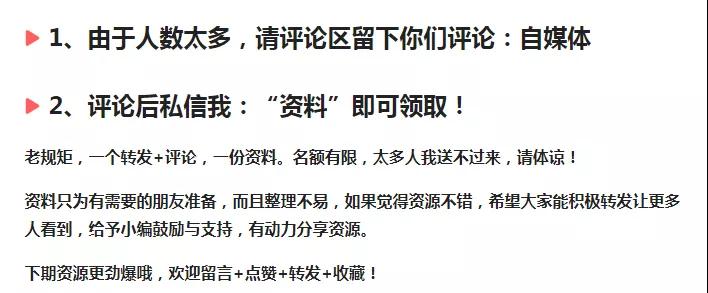 1、由于人数太多，请评论区留下你们评论：自媒体
2、评论后私信我：“资料”即可领取！
老规矩，一个转发+评论，一份资料。名额有限，太多人我送不过来，请体谅！
资料只为有需要的朋友准备，而且整理不易，如果觉得资源不错，希望大家能积极转发让更多
人看到，给予小编鼓励与支持，有动力分享资源。
下期资源更劲爆哦，欢迎留言+点赞+转发+收藏！